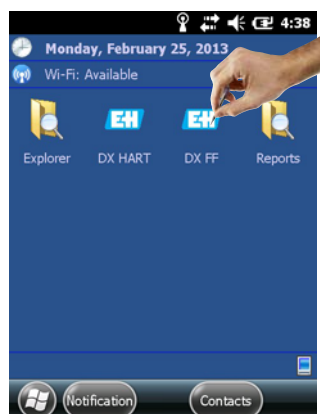 4:38
Monday, February 25, 2013
Wi-Fi: Available
E+H E+H
Explorer DX HART DX FF Reports
Notification Contacts